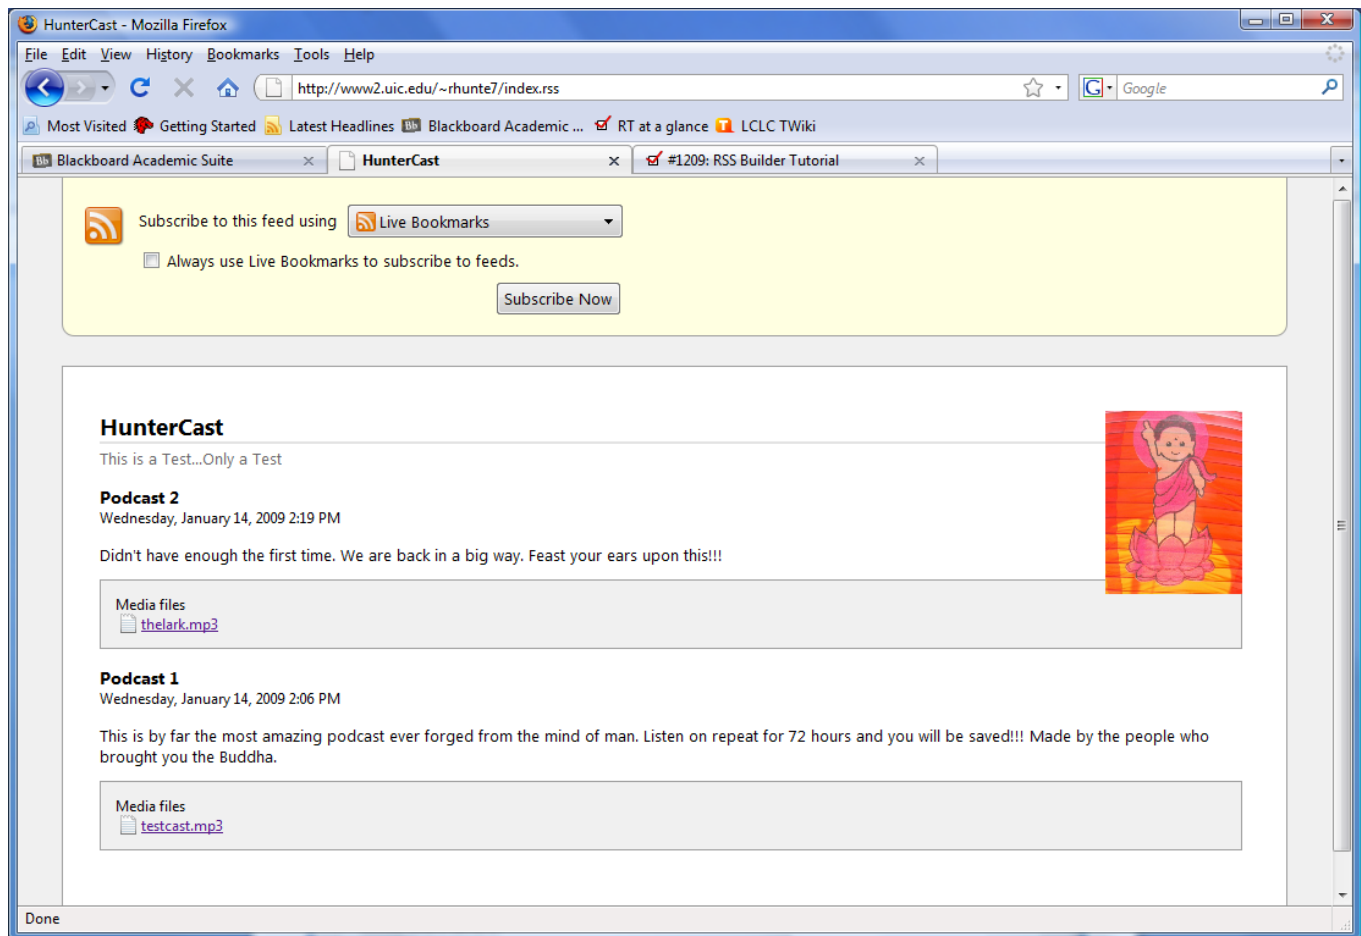 HunterCast - Mozilla Firefox
File Edit View History Bookmarks Tools Help
http://www2.uic.edu/~rhunte7/index.rss G Google
Most Visited Getting Started Latest Headlines Bb Blackboard Academic ... RT at a glance T LCLC TWiki
Bb Blackboard Academic Suite HunterCast #1209: RSS Builder Tutorial
Subscribe to this feed using Live Bookmarks
Always use Live Bookmarks to subscribe to feeds.
Subscribe Now
HunterCast
This is a Test...Only a Test
Podcast 2
Wednesday, January 14, 2009 2:19 PM
Didn't have enough the first time. We are back in a big way. Feast your ears upon this!!!
Media files
thelark.mp3
Podcast 1
Wednesday, January 14, 2009 2:06 PM
This is by far the most amazing podcast ever forged from the mind of man. Listen on repeat for 72 hours and you will be saved!!! Made by the people who
brought you the Buddha.
Media files
testcast.mp3
Done